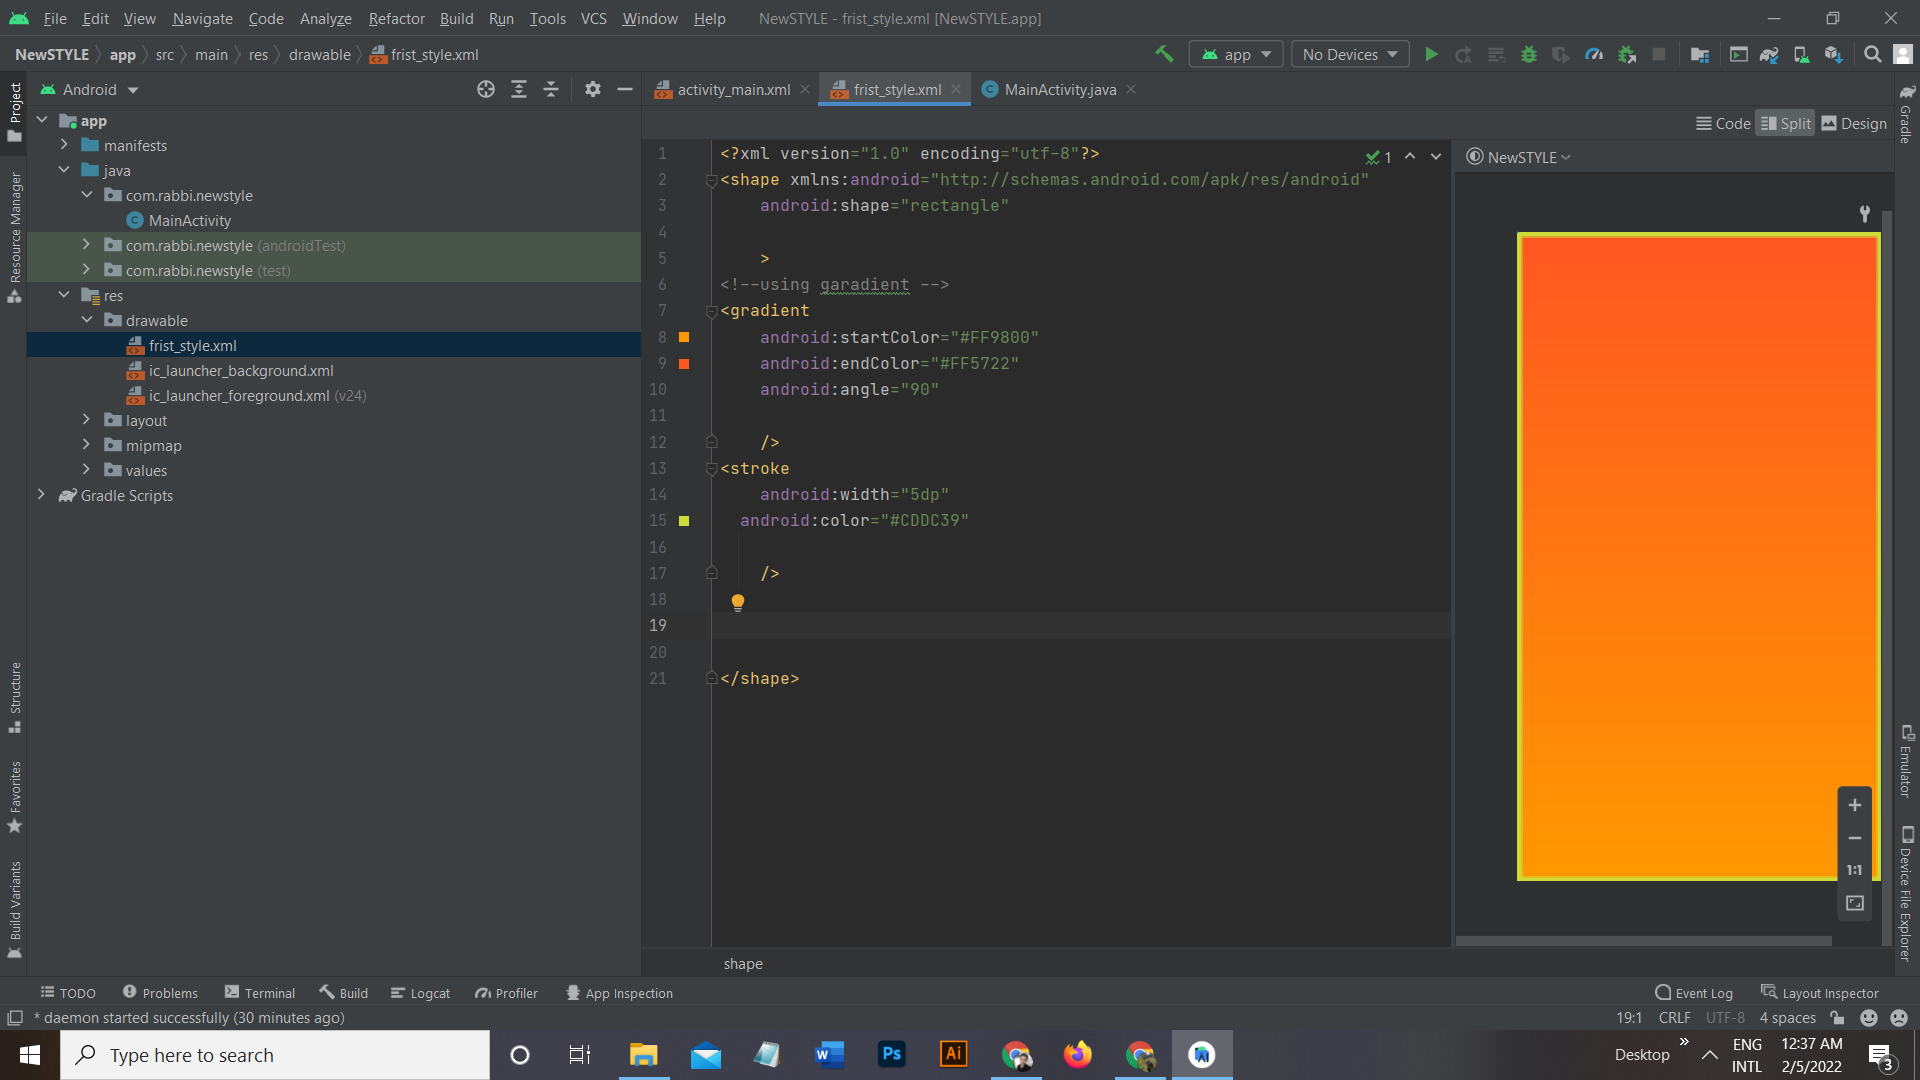 File Edit View Navigate Code Analyze Refactor Build Run Tools VCS Window Help NewSTYLE - frist_style.xml [NewSTYLE.app]
NewSTYLE app src main res drawable frist_style.xml
app No Devices
Project
Resource Manager
Structure
Favorites
Build Variants
Android
app
manifests
java
com.rabbi.newstyle
MainActivity
com.rabbi.newstyle (androidTest)
com.rabbi.newstyle (test)
res
drawable
frist_style.xml
ic_launcher_background.xml
ic_launcher_foreground.xml (v24)
layout
mipmap
values
Gradle Scripts
activity_main.xml frist_style.xml MainActivity.java
Code Split Design
1 <?xml version="1.0" encoding="utf-8"?>
2 <shape xmlns:android="http://schemas.android.com/apk/res/android"
3 android:shape="rectangle"
4
5 >
6 <!--using garadient -->
7 <gradient
8 android:startColor="#FF9800"
9 android:endColor="#FF5722"
10 android:angle="90"
11
12 />
13 <stroke
14 android:width="5dp"
15 android:color="#CDDC39"
16
17 />
18
19
20
21 </shape>
1
shape
NewSTYLE
1:1
Gradle
Emulator
Device File Explorer
TODO Problems Terminal Build Logcat Profiler App Inspection Event Log Layout Inspector
* daemon started successfully (30 minutes ago) 19:1 CRLF UTF-8 4 spaces
Type here to search
W Ps Ai
Desktop
ENG
INTL
12:37 AM
2/5/2022
3